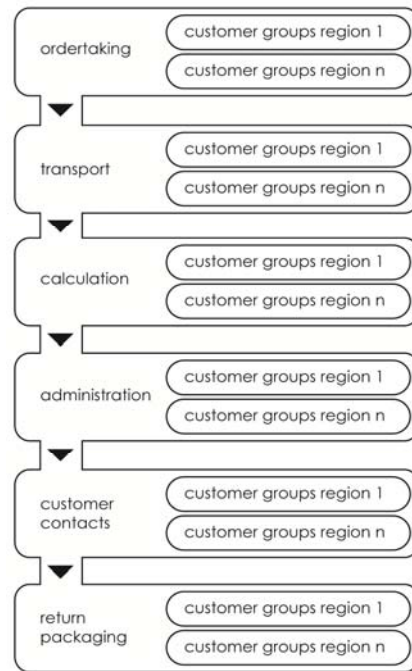 customer groups region 1
ordertaking
customer groups region n
customer groups region 1
transport
customer groups region n
customer groups region 1
calculation
customer groups region n
customer groups region 1
administration
customer groups region n
customer groups region 1
customer
contacts
customer groups region n
customer groups region 1
return
packaging
customer groups region n